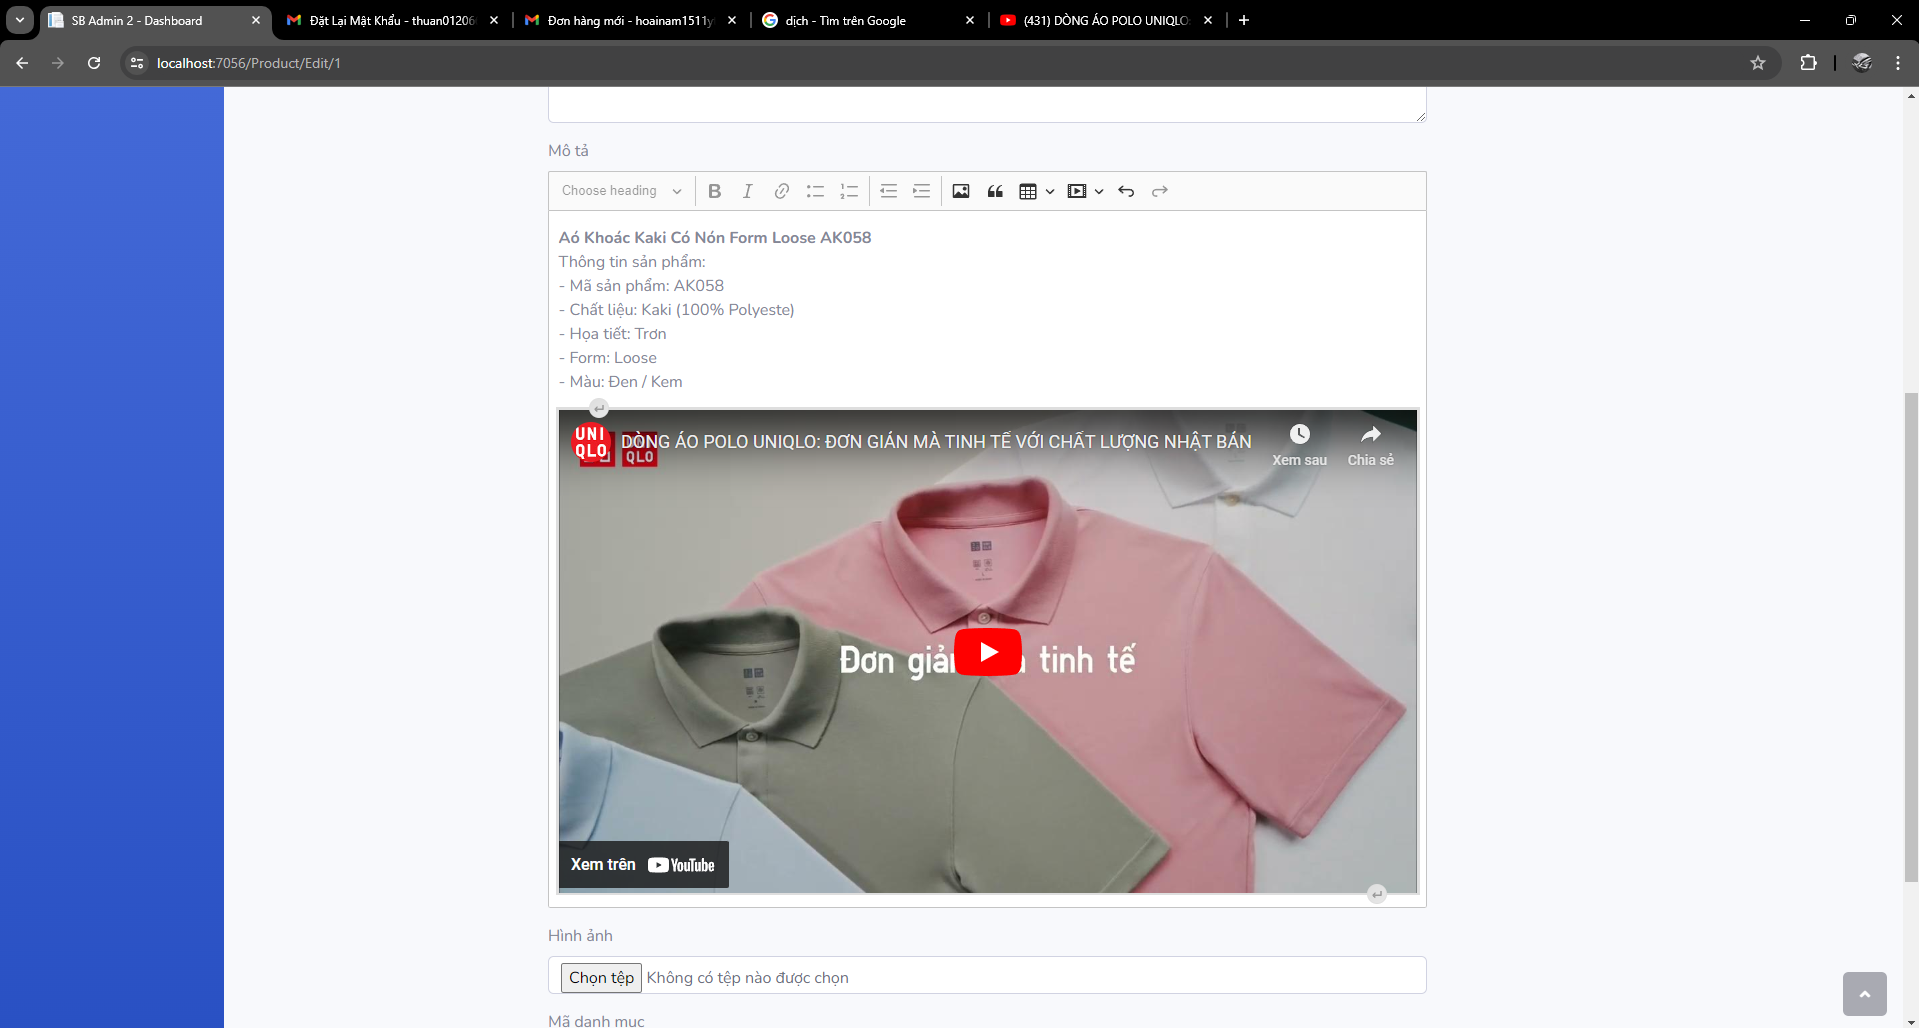 SB Admin 2 - Dashboard
Đặt Lại Mật Khẩu - thuan01206
Đơn hàng mới - hoainam1511y
dịch - Tìm trên Google
(431) DÒNG ÁO POLO UNIQLO:
localhost:7056/Product/Edit/1
Mô tả
Choose heading
Aó Khoác Kaki Có Nón Form Loose AK058
Thông tin sản phẩm:
- Mã sản phẩm: AK058
- Chất liệu: Kaki (100% Polyeste)
- Họa tiết: Trơn
- Form: Loose
- Màu: Đen / Kem
UNI
QLO
DÒNG ÁO POLO UNIQLO: ĐƠN GIẢN MÀ TINH TẾ VỚI CHẤT LƯỢNG NHẬT BẢN
QLO
Xem sau
Chia sẻ
Đơn giản tinh tế
Xem trên YouTube
Hình ảnh
Chọn tệp Không có tệp nào được chọn
Mã danh mục